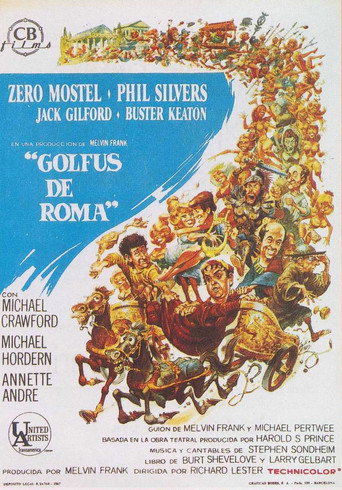 CB
films
ZERO MOSTEL · PHIL SILVERS
JACK GILFORD · BUSTER KEATON
EN UNA PRODUCCION DE MELVIN FRANK
"GOLFUS
DE
ROMA"
CON
MICHAEL
CRAWFORD
MICHAEL
HORDERN
ANNETTE
ANDRE
UA
UNITED
ARTISTS
GUION DE MELVIN FRANK Y MICHAEL PERTWEE
BASADA EN LA OBRA TEATRAL PRODUCIDA POR HAROLD S PRINCE
MUSICA Y CANTABLES DE STEPHEN SONDHEIM
LIBRO DE BURT SHEVELOVE Y LARRY GELBART
PRODUCIDA POR MELVIN FRANK DIRIGIDA POR RICHARD LESTER TECHNICOLOR